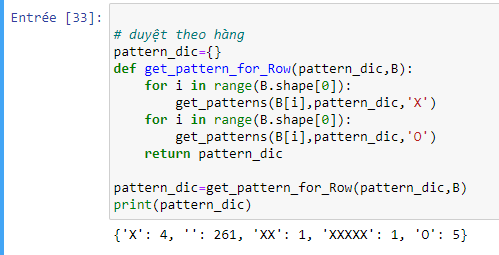 Entrée [33]:
# duyệt theo hàng
pattern_dic={}
def get_pattern_for_Row(pattern_dic,B):
    for i in range(B.shape[0]):
        get_patterns(B[i],pattern_dic,'X')
    for i in range(B.shape[0]):
        get_patterns(B[i],pattern_dic,'O')
    return pattern_dic
pattern_dic=get_pattern_for_Row(pattern_dic,B)
print(pattern_dic)
{'X': 4, '': 261, 'XX': 1, 'XXXXX': 1, 'O': 5}